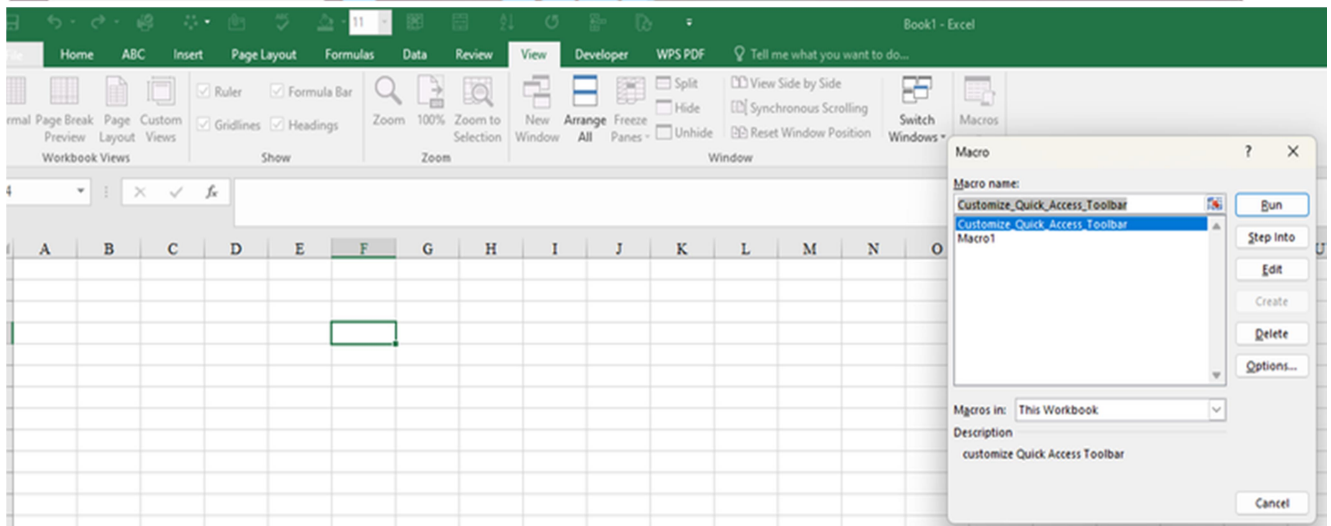 11
Book1 - Excel
Home ABC Insert Page Layout Formulas Data Review View Developer WPS PDF Tell me what you want to do...
Ruler Formula Bar
Gridlines Headings
Page Break Preview
Page Layout
Custom Views
Zoom
100%
Zoom to Selection
New Window
Arrange All
Freeze Panes
Split
Hide
Unhide
View Side by Side
Synchronous Scrolling
Reset Window Position
Switch Windows
Macros
Workbook Views Show Zoom Window
fx
A B C D E F G H I J K L M N O U
Macro ? X
Macro name:
Customize_Quick_Access_Toolbar
Customize_Quick_Access_Toolbar
Macro1
Run
Step Into
Edit
Create
Delete
Options...
Macros in: This Workbook
Description
customize Quick Access Toolbar
Cancel